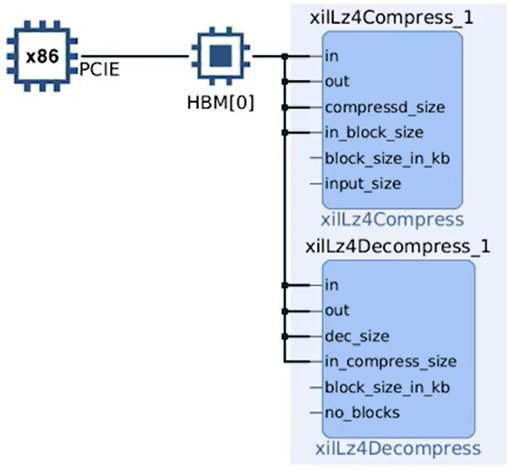 x86
PCIE
HBM[0]
xilLz4Compress_1
in
out
compressd_size
in_block_size
block_size_in_kb
input_size
xilLz4Compress
xilLz4Decompress_1
in
out
dec_size
in_compress_size
block_size_in_kb
no_blocks
xilLz4Decompress